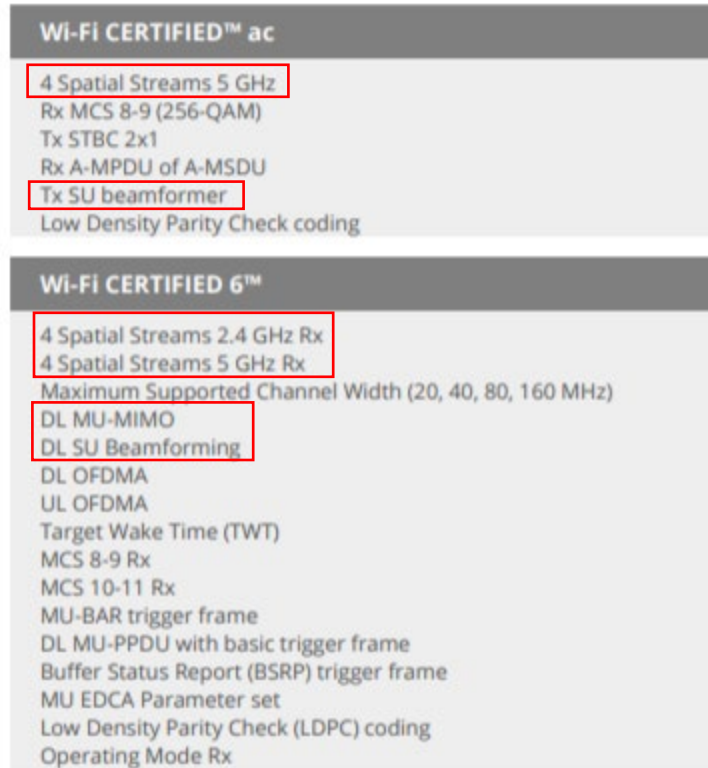 Wi-Fi CERTIFIED™ ac
4 Spatial Streams 5 GHz
Rx MCS 8-9 (256-QAM)
Tx STBC 2x1
Rx A-MPDU of A-MSDU
Tx SU beamformer
Low Density Parity Check coding
Wi-Fi CERTIFIED 6™
4 Spatial Streams 2.4 GHz Rx
4 Spatial Streams 5 GHz Rx
Maximum Supported Channel Width (20, 40, 80, 160 MHz)
DL MU-MIMO
DL SU Beamforming
DL OFDMA
UL OFDMA
Target Wake Time (TWT)
MCS 8-9 Rx
MCS 10-11 Rx
MU-BAR trigger frame
DL MU-PPDU with basic trigger frame
Buffer Status Report (BSRP) trigger frame
MU EDCA Parameter set
Low Density Parity Check (LDPC) coding
Operating Mode Rx